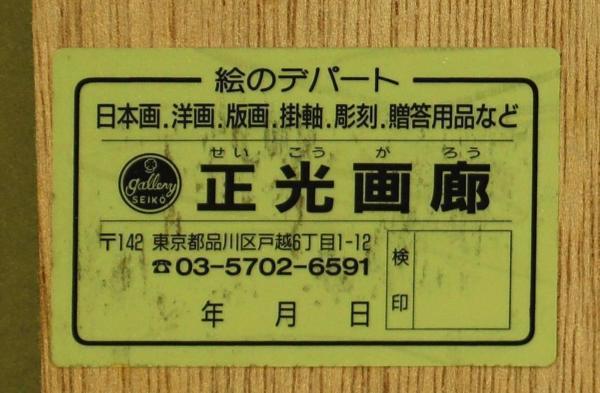 絵のデパート
日本画.洋画.版画.掛軸.彫刻.贈答用品など
せいこうがろう
gallery
SEIKO
正光画廊
〒142 東京都品川区戸越6丁目1-12
☎03-5702-6591
検印
年 月 日